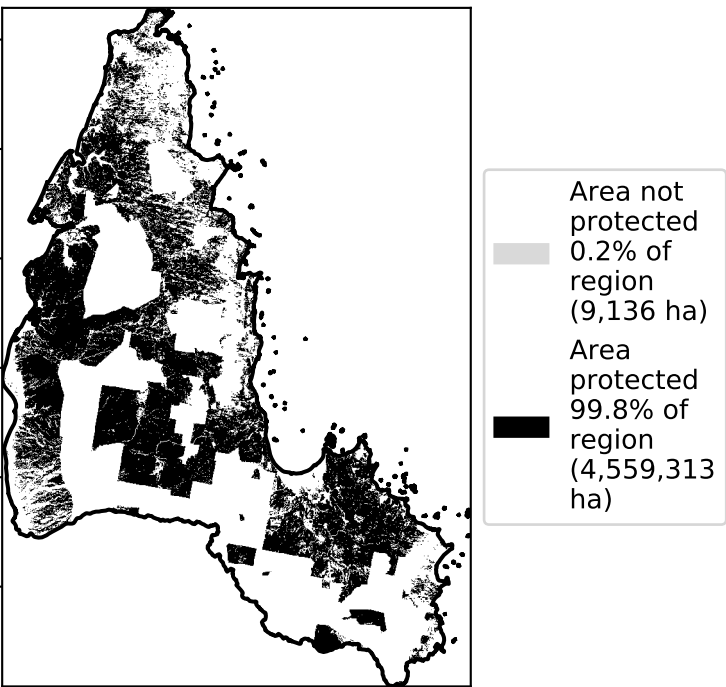 Area not
protected
0.2% of
region
(9,136 ha)
Area
protected
99.8% of
region
(4,559,313
ha)